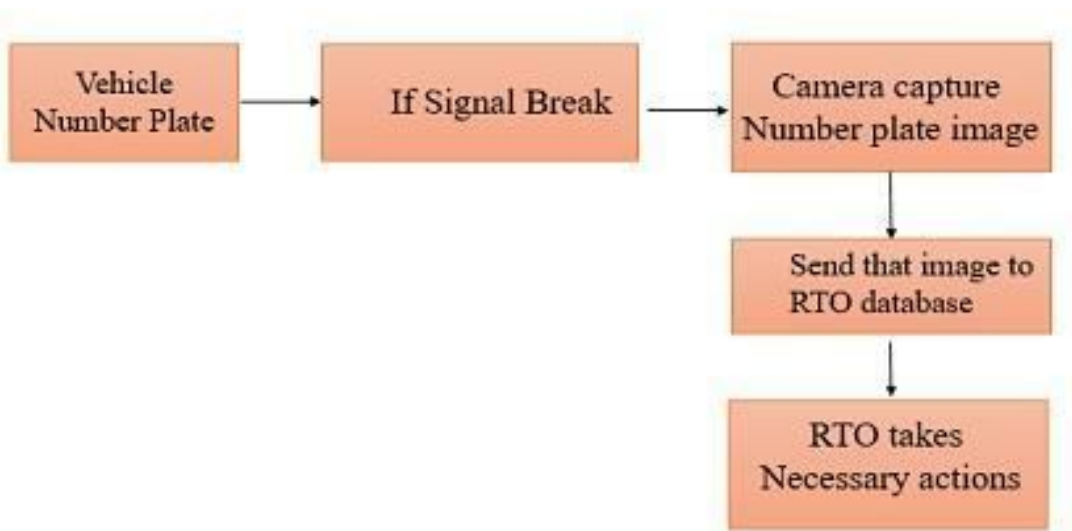 Vehicle
Number Plate
If Signal Break
Camera capture
Number plate image
Send that image to
RTO database
RTO takes
Necessary actions